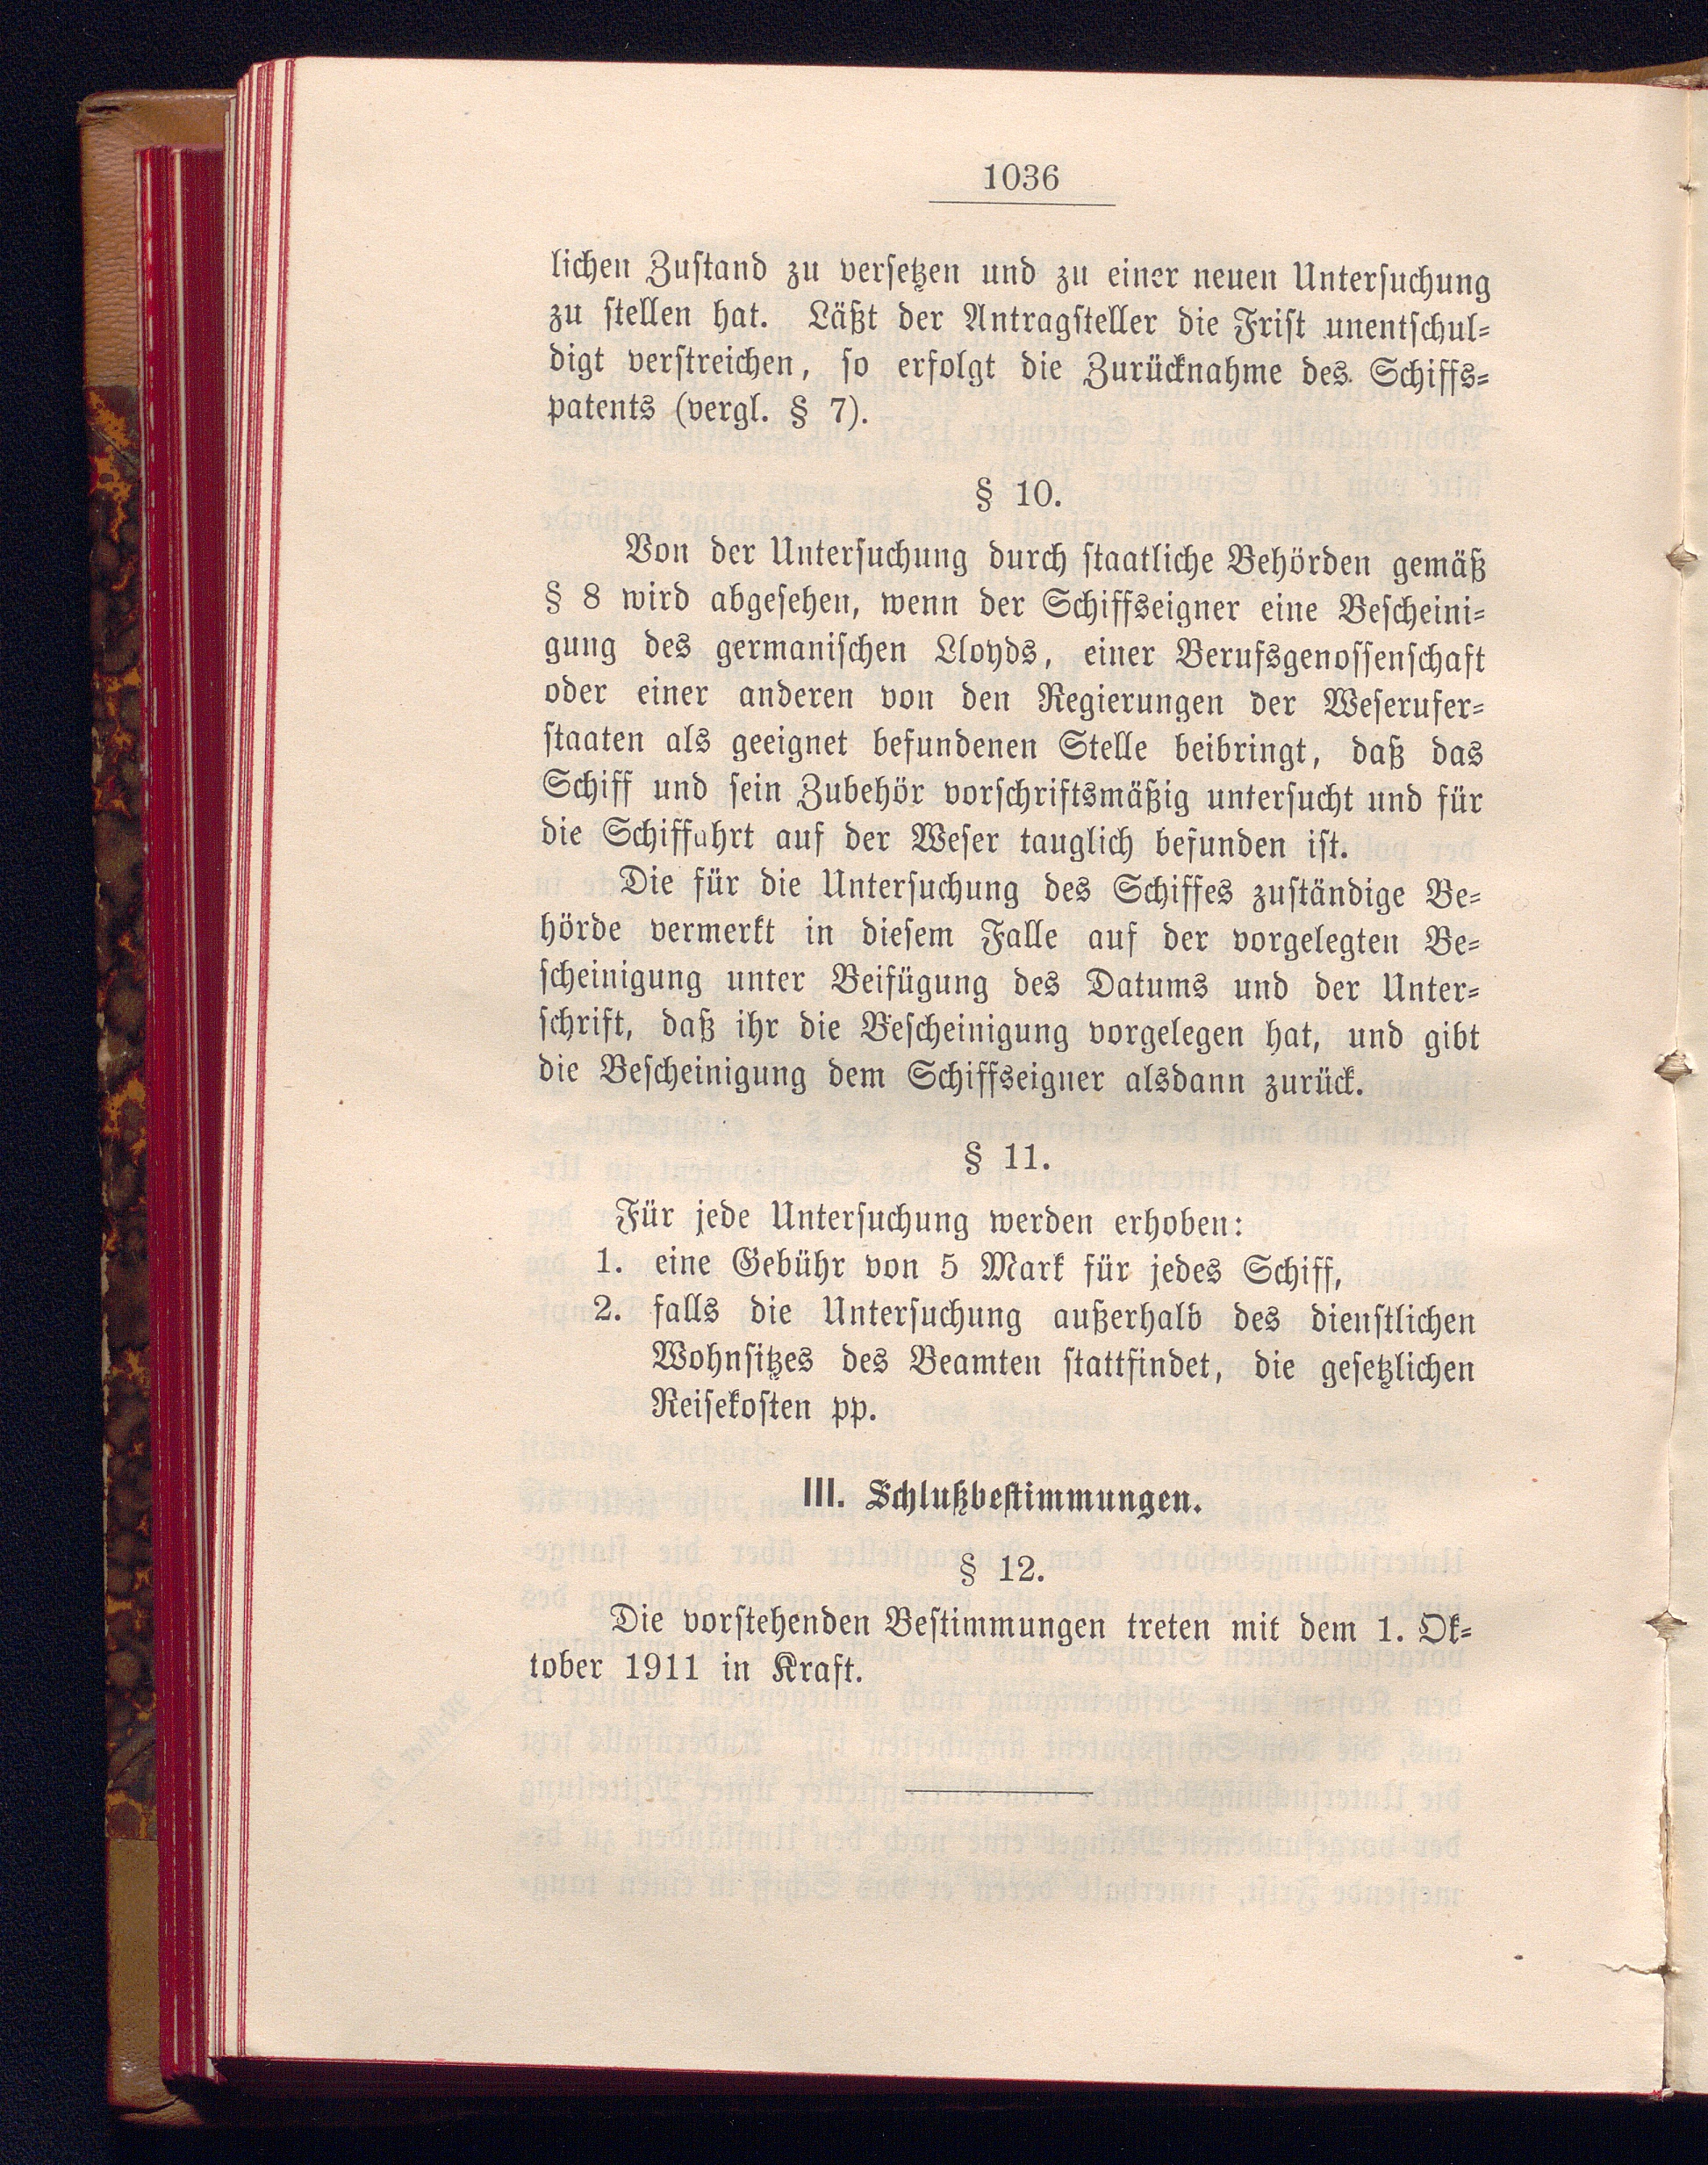 1036
lichen Zustand zu versetzen und zu einer neuen Untersuchung
zu stellen hat. Läßt der Antragsteller die Frist unentschul-
digt verstreichen, so erfolgt die Zurücknahme des Schiffs-
patents (vergl. § 7).
§ 10.
Von der Untersuchung durch staatliche Behörden gemäß
§ 8 wird abgesehen, wenn der Schiffseigner eine Bescheini-
gung des germanischen Lloyds, einer Berufsgenossenschaft
oder einer anderen von den Regierungen der Weserufer-
staaten als geeignet befundenen Stelle beibringt, daß das
Schiff und sein Zubehör vorschriftsmäßig untersucht und für
die Schiffahrt auf der Weser tauglich befunden ist.
Die für die Untersuchung des Schiffes zuständige Be-
hörde vermerkt in diesem Falle auf der vorgelegten Be-
scheinigung unter Beifügung des Datums und der Unter-
schrift, daß ihr die Bescheinigung vorgelegen hat, und gibt
die Bescheinigung dem Schiffseigner alsdann zurück.
§ 11.
Für jede Untersuchung werden erhoben:
1. eine Gebühr von 5 Mark für jedes Schiff,
2. falls die Untersuchung außerhalb des dienstlichen
Wohnsitzes des Beamten stattfindet, die gesetzlichen
Reisekosten pp.
III. Schlußbestimmungen.
§ 12.
Die vorstehenden Bestimmungen treten mit dem 1. Ok-
tober 1911 in Kraft.